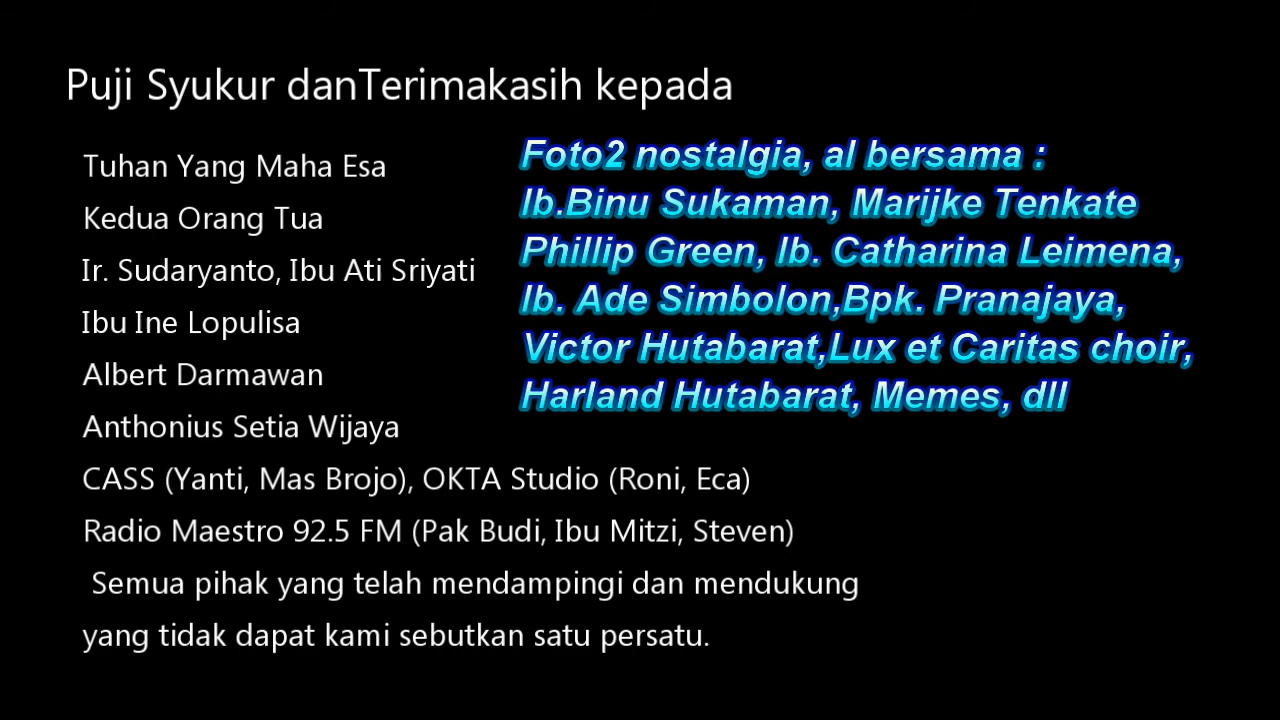 Puji Syukur danTerimakasih kepada
Tuhan Yang Maha Esa
Kedua Orang Tua
Ir. Sudaryanto, Ibu Ati Sriyati
Ibu Ine Lopulisa
Albert Darmawan
Anthonius Setia Wijaya
CASS (Yanti, Mas Brojo), OKTA Studio (Roni, Eca)
Radio Maestro 92.5 FM (Pak Budi, Ibu Mitzi, Steven)
Semua pihak yang telah mendampingi dan mendukung
yang tidak dapat kami sebutkan satu persatu.
Foto2 nostalgia, al bersama :
Ib.Binu Sukaman, Marijke Tenkate
Phillip Green, Ib. Catharina Leimena,
Ib. Ade Simbolon,Bpk. Pranajaya,
Victor Hutabarat,Lux et Caritas choir,
Harland Hutabarat, Memes, dll